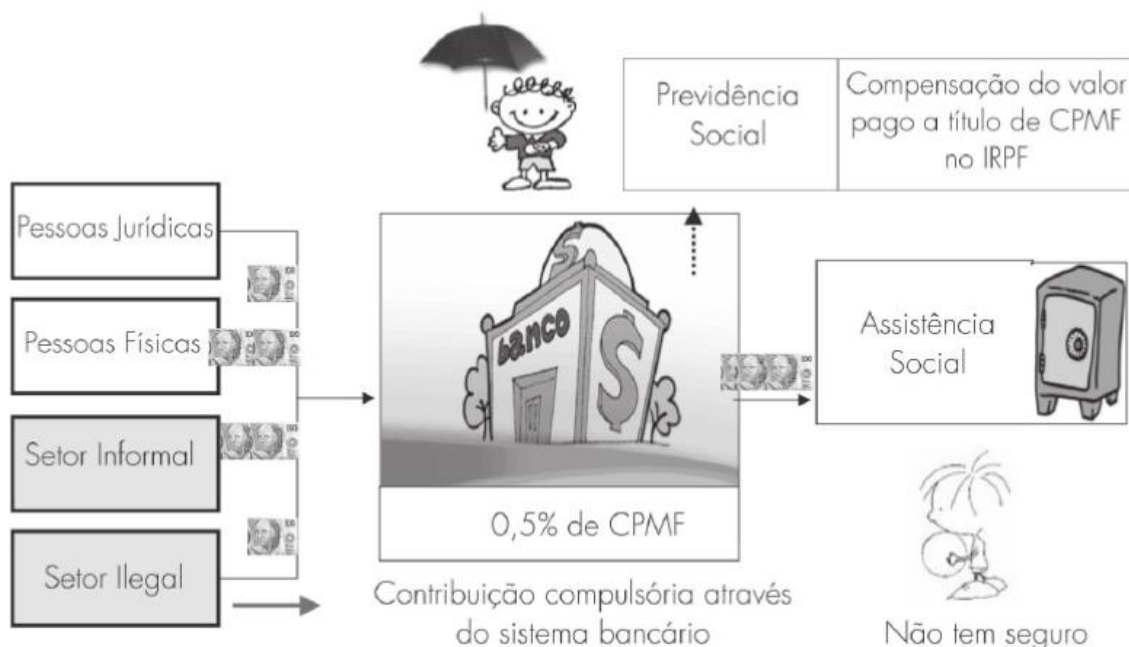 Previdência
Social
Compensação do valor
pago a título de CPMF
no IRPF
Pessoas Jurídicas
Pessoas Físicas
Setor Informal
Setor Ilegal
banco
$
$
0,5% de CPMF
Contribuição compulsória através
do sistema bancário
Assistência
Social
Não tem seguro